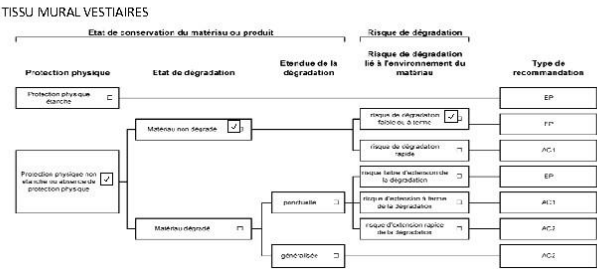 TISSU MURAL VESTIAIRES
Etat de conservation du matériau ou produit
Risque de dégradation
Protection physique
Etat de dégradation
Etendue de la
dégradation
Risque de dégradation
lié à l'environnement du
matériau
Type de
recommandation
Protection physique
étanche
EP
Matériau non dégradé
risque de dégradation
faible ou à terme
EP
risque de dégradation
rapide
AC1
Protection physique non
étanche ou absence de
protection physique
risque faible d'extension de
la dégradation
EP
ponctuelle
risque d'extension à terme
de la dégradation
AC1
Matériau dégradé
risque d'extension rapide
de la dégradation
AC2
généralisée
AC2